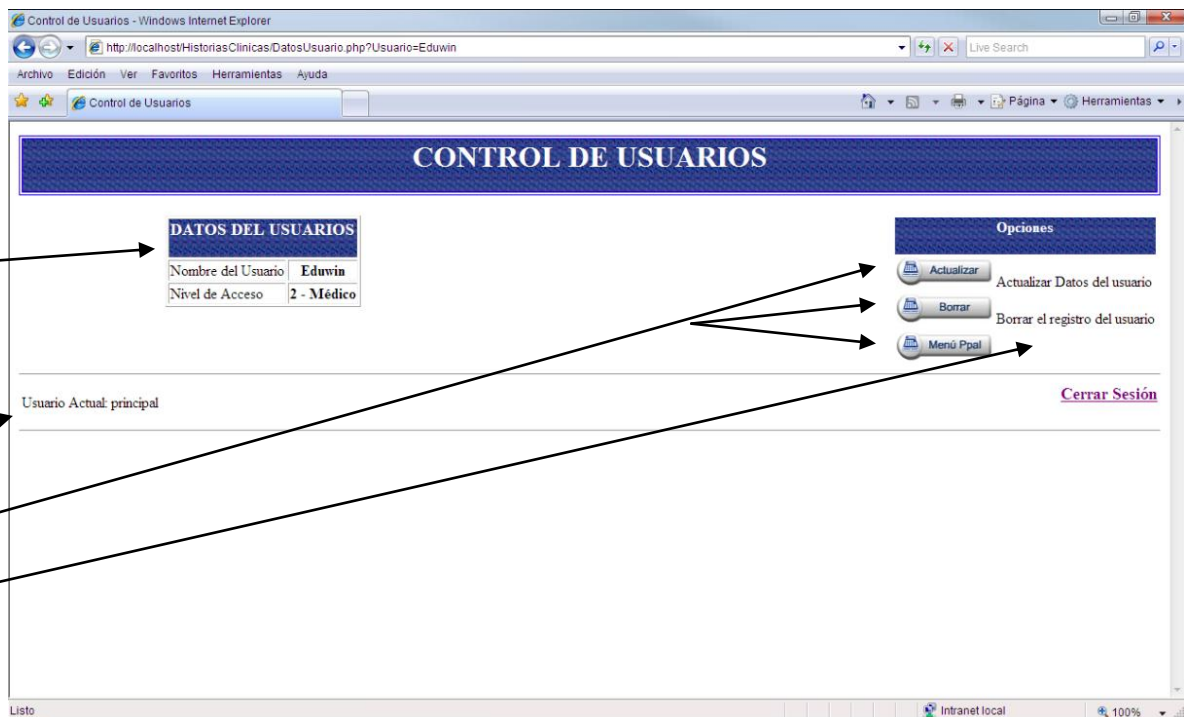 Control de Usuarios - Windows Internet Explorer
http://localhost/HistoriasClinicas/DatosUsuario.php?Usuario=Eduwin
Live Search
Archivo Edición Ver Favoritos Herramientas Ayuda
Control de Usuarios
Página Herramientas
CONTROL DE USUARIOS
DATOS DEL USUARIOS
Nombre del Usuario Eduwin
Nivel de Acceso 2 - Médico
Opciones
Actualizar Actualizar Datos del usuario
Borrar Borrar el registro del usuario
Menú Ppal
Usuario Actual: principal
Cerrar Sesión
Listo
Intranet local
100%